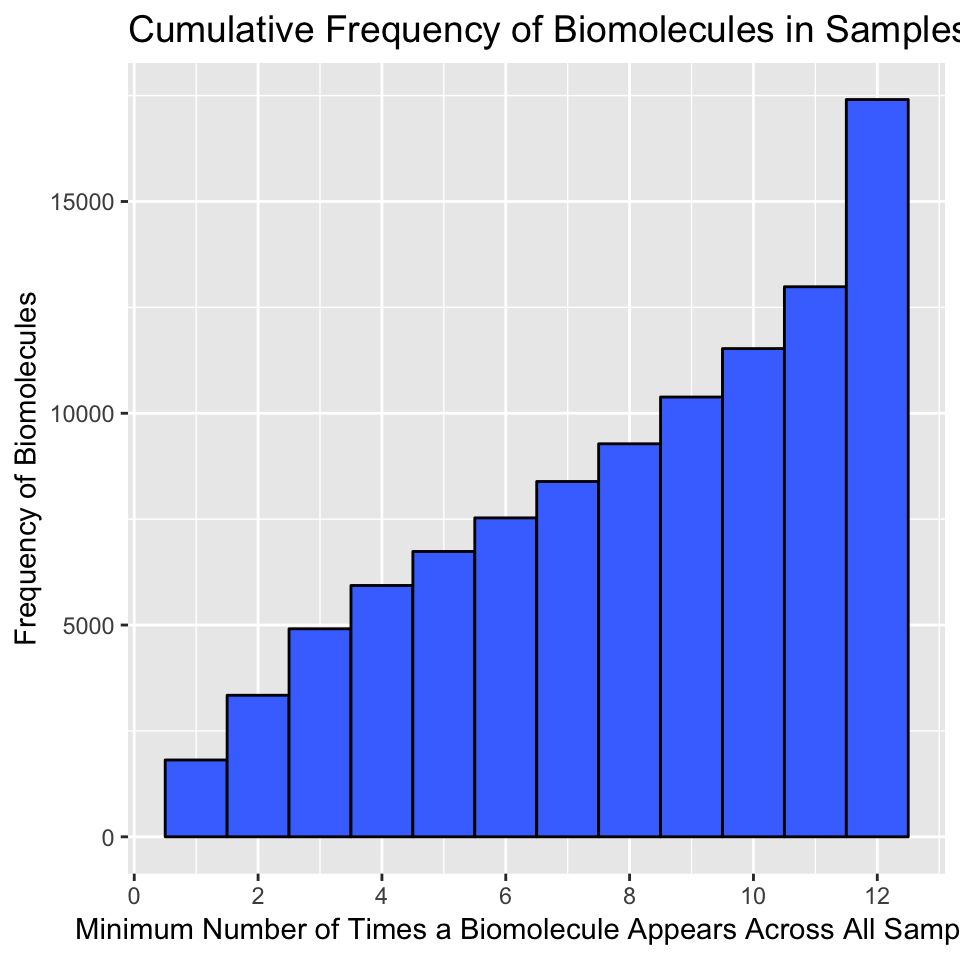 Cumulative Frequency of Biomolecules in Samples
Frequency of Biomolecules
15000
10000
5000
0
0 2 4 6 8 10 12
Minimum Number of Times a Biomolecule Appears Across All Samp